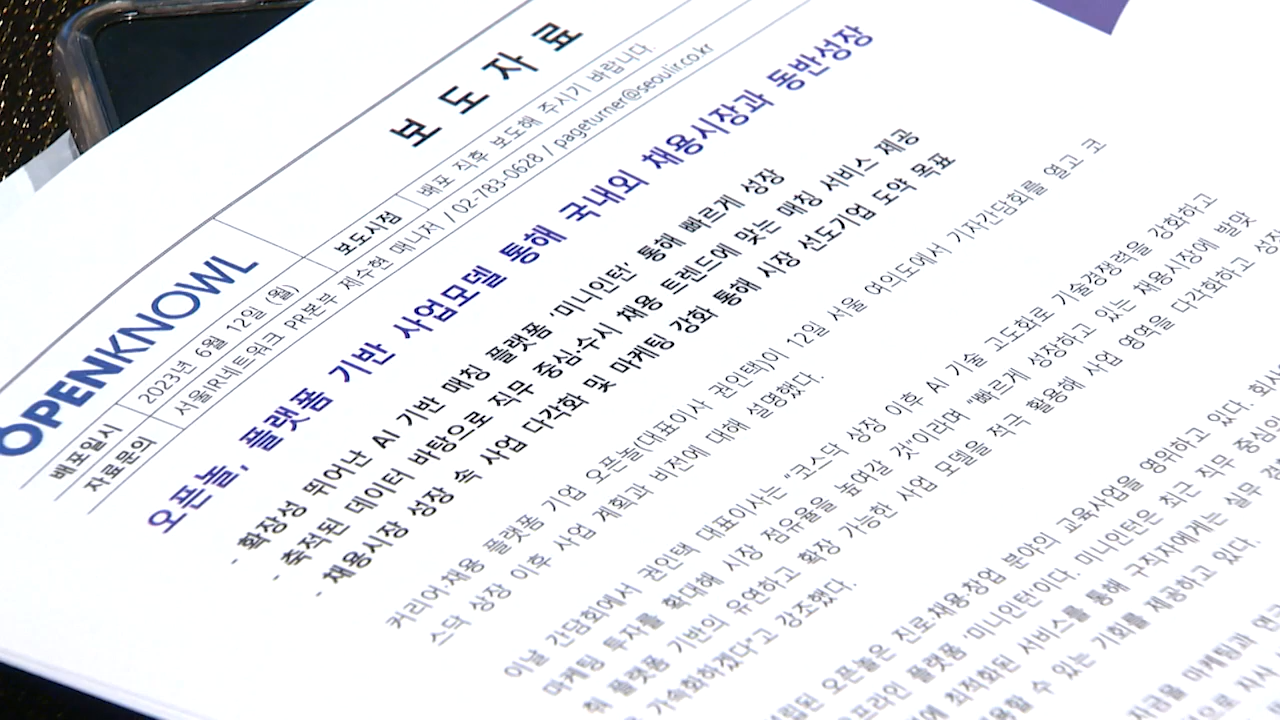 OPENKNOWL
보도자료
배포일시 2023년 6월 12일 (월) 보도시점 배포 직후 보도해 주시기 바랍니다.
자료문의 서울IR네트워크 PR본부 제수현 매니저 / 02-783-0628 / pageturner@seoulir.co.kr
오픈놀, 플랫폼 기반 사업모델 통해 국내외 채용시장과 동반성장
- 확장성 뛰어난 AI 기반 매칭 플랫폼 '미니인턴' 통해 빠르게 성장
- 축적된 데이터 바탕으로 직무 중심·수시 채용 트렌드에 맞는 매칭 서비스 제공
- 채용시장 성장 속 사업 다각화 및 마케팅 강화 통해 시장 선도기업 도약 목표
커리어·채용 플랫폼 기업 오픈놀(대표이사 권인택)이 12일 서울 여의도에서 기자간담회를 열고 코
스닥 상장 이후 사업 계획과 비전에 대해 설명했다.
이날 간담회에서 권인택 대표이사는 "코스닥 상장 이후 AI 기술 고도화로 기술경쟁력을 강화하고
마케팅 투자를 확대해 시장 점유율을 높여갈 것"이라며 "빠르게 성장하고 있는 채용시장에 발맞
춰 플랫폼 기반의 유연하고 확장 가능한 사업 모델을 적극 활용해 사업 영역을 다각화하고 성장
가속화하겠다"고 강조했다.
오픈놀은 진로·채용·창업 분야의 교육사업을 영위하고 있다.
플랫폼 '미니인턴'이다. 미니인턴은 최근 직무 중심의
최적화된 서비스를 통해 구직자에게는 실무
수 있는 기회를 제공하고 있다.
마케팅과